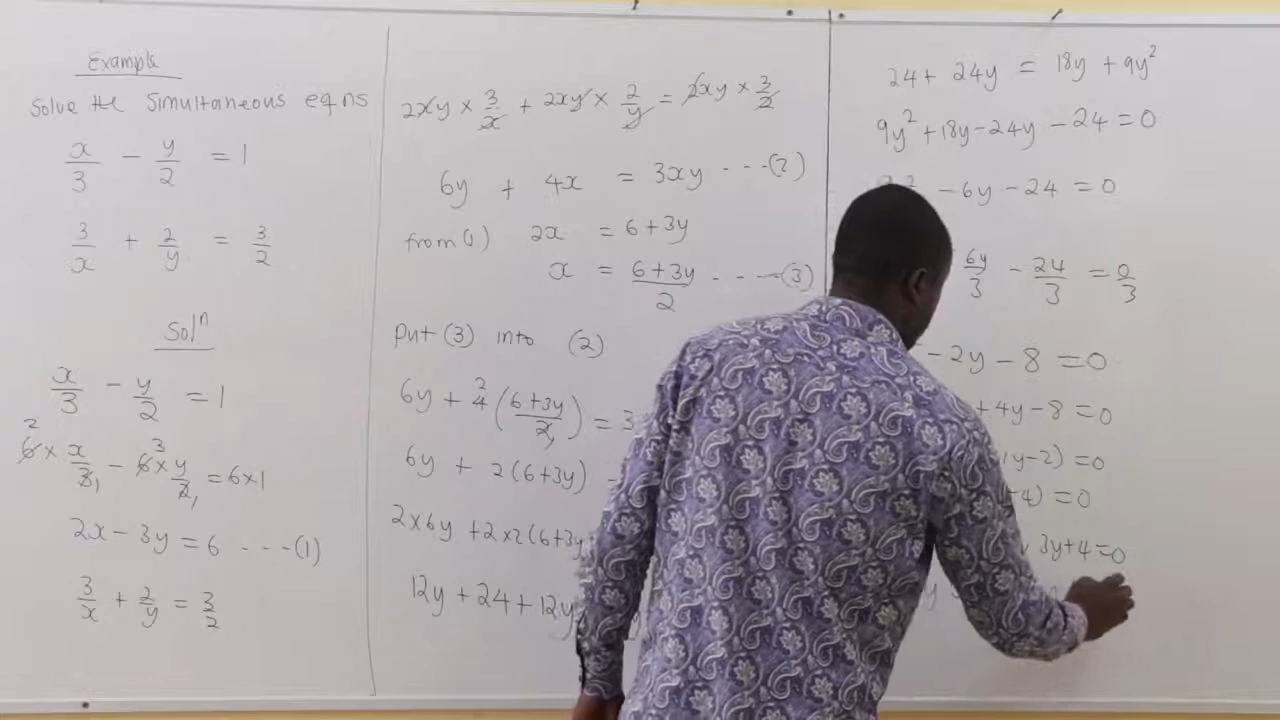 Example
Solve the Simultaneous eqns
x/3 - y/2 = 1
3/x + 2/y = 3/2
Solⁿ
x/3 - y/2 = 1
6 × x/3 - 6 × y/2 = 6×1
2x - 3y = 6 ---(1)
3/x + 2/y = 3/2
2xy × 3/x + 2xy × 2/y = 2xy × 3/2
6y + 4x = 3xy ---(2)
from (1) 2x = 6+3y
x = (6+3y)/2 ---(3)
Put (3) into (2)
6y + 4((6+3y)/2) = 3
6y + 2(6+3y)
2×6y + 2×2(6+3y
12y + 24 + 12y
24 + 24y = 18y + 9y²
9y² + 18y - 24y - 24 = 0
- 6y - 24 = 0
6y/3 - 24/3 = 0/3
- 2y - 8 = 0
+ 4y - 8 = 0
y-2) = 0
4) = 0
3y+4=0
y